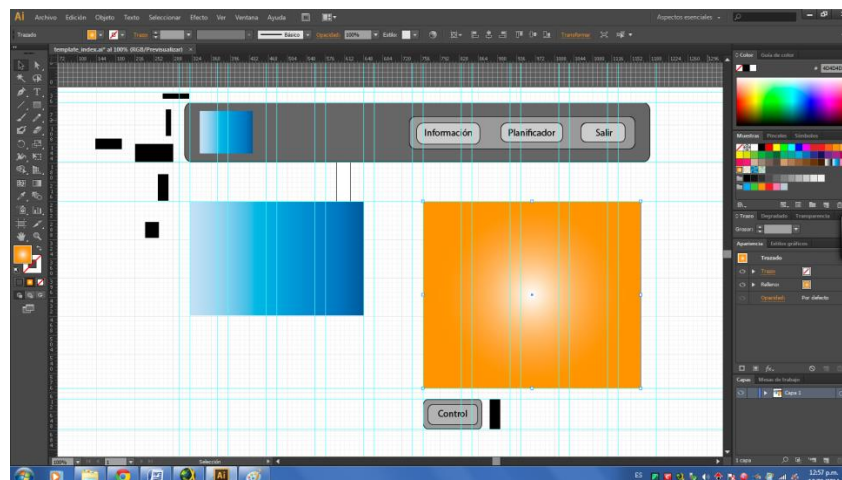 Ai Archivo Edición Objeto Texto Seleccionar Efecto Ver Ventana Ayuda Aspectos esenciales
Trazado Trazo: Básico Opacidad: 100% Estilo: Transformar
template_index.ai* al 100% (RGB/Previsualizar)
Color Guía de color
Información Planificador Salir
Muestras Pinceles Símbolos
Trazo Degradado Transparencia
Grosor:
Apariencia Estilos gráficos
Trazado
Trazo:
Relleno:
Opacidad: Por defecto
Capas Mesas de trabajo
Capa 1
Control
100% 1 Selección
1 capa
ES 12:57 p.m.